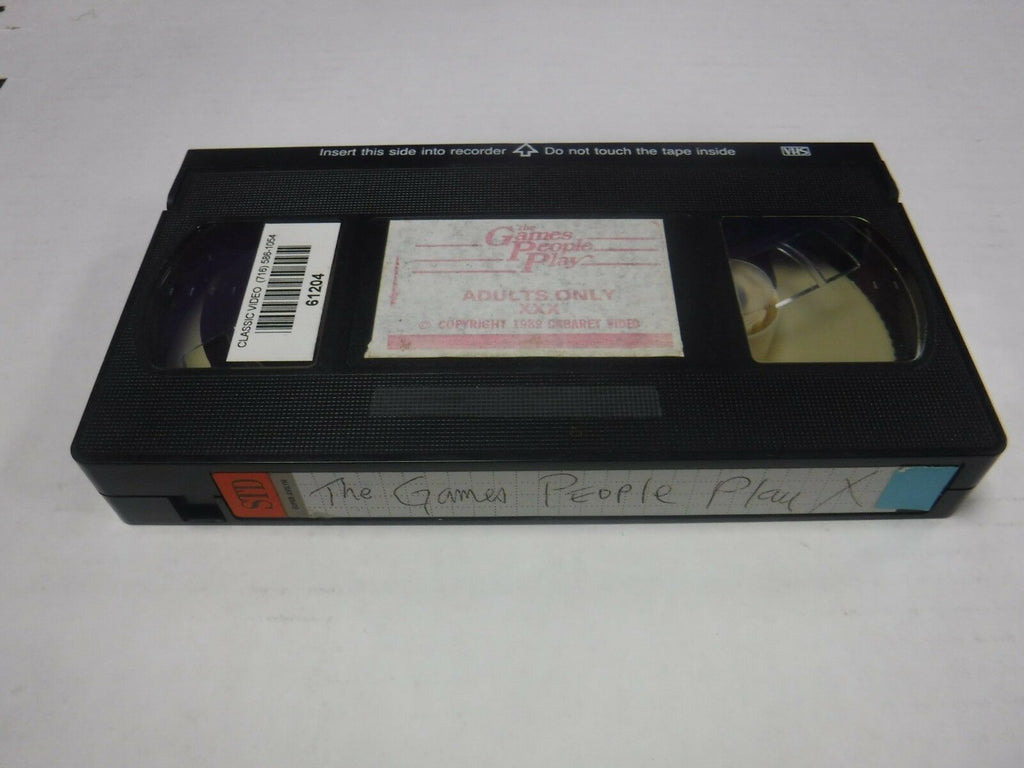 Insert this side into recorder Do not touch the tape inside VHS
CLASSIC VIDEO (716) 586-1054
61204
the
Games
People
Play
ADULTS ONLY
XXX
© COPYRIGHT 1989 CABARET VIDEO
STD
The Games People Play X